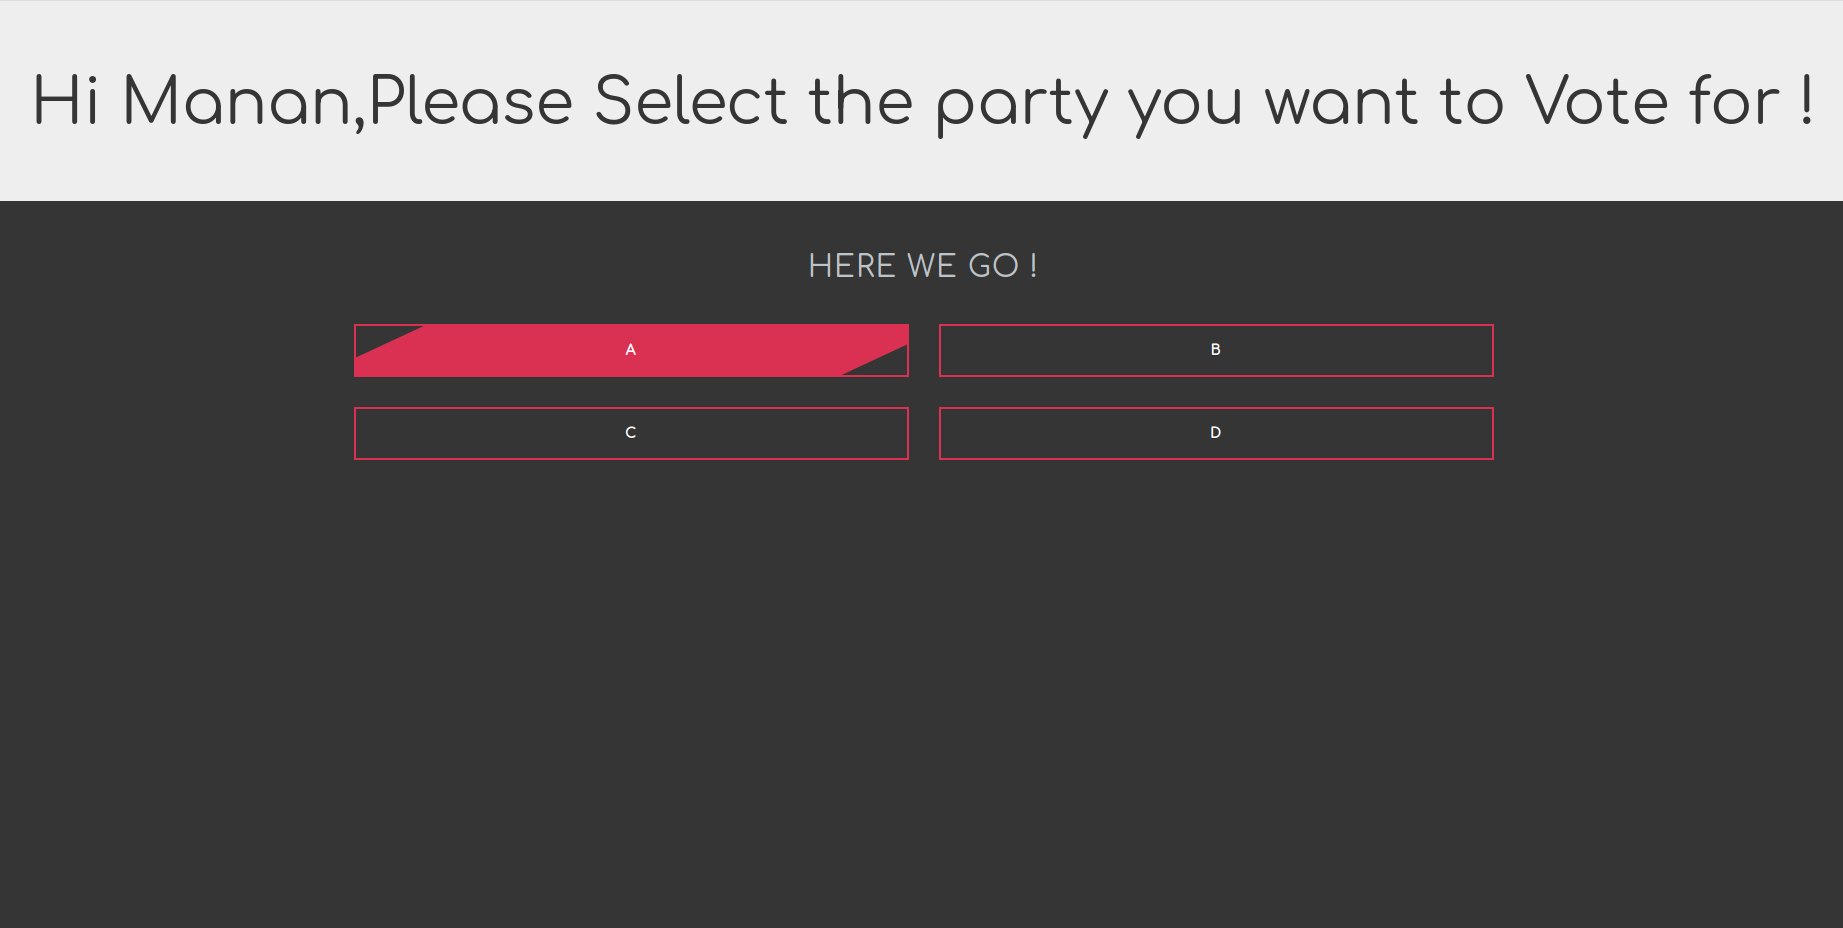 Hi Manan,Please Select the party you want to Vote for !
HERE WE GO !
A
B
C
D